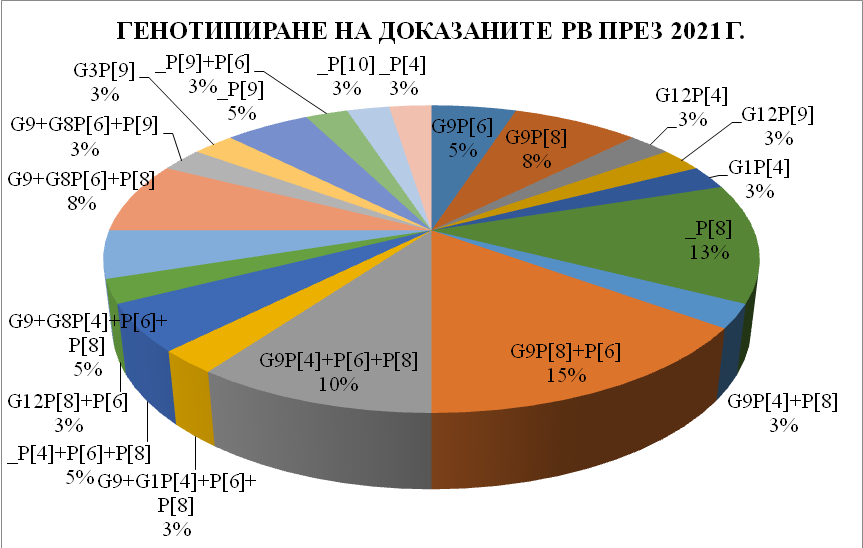 ГЕНОТИПИРАНЕ НА ДОКАЗАНИТЕ РВ ПРЕЗ 2021 Г.
G9P[6]
5%
G9P[8]
8%
G12P[4]
3%
G12P[9]
3%
G1P[4]
3%
_P[8]
13%
G9P[4]+P[8]
3%
G9P[8]+P[6]
15%
G9P[4]+P[6]+P[8]
10%
G9+G1P[4]+P[6]+
P[8]
3%
_P[4]+P[6]+P[8]
5%
G12P[8]+P[6]
3%
G9+G8P[4]+P[6]+
P[8]
5%
G9+G8P[6]+P[8]
8%
G9+G8P[6]+P[9]
3%
G3P[9]
3%
_P[9]
5%
_P[9]+P[6]
3%
_P[10]
3%
_P[4]
3%